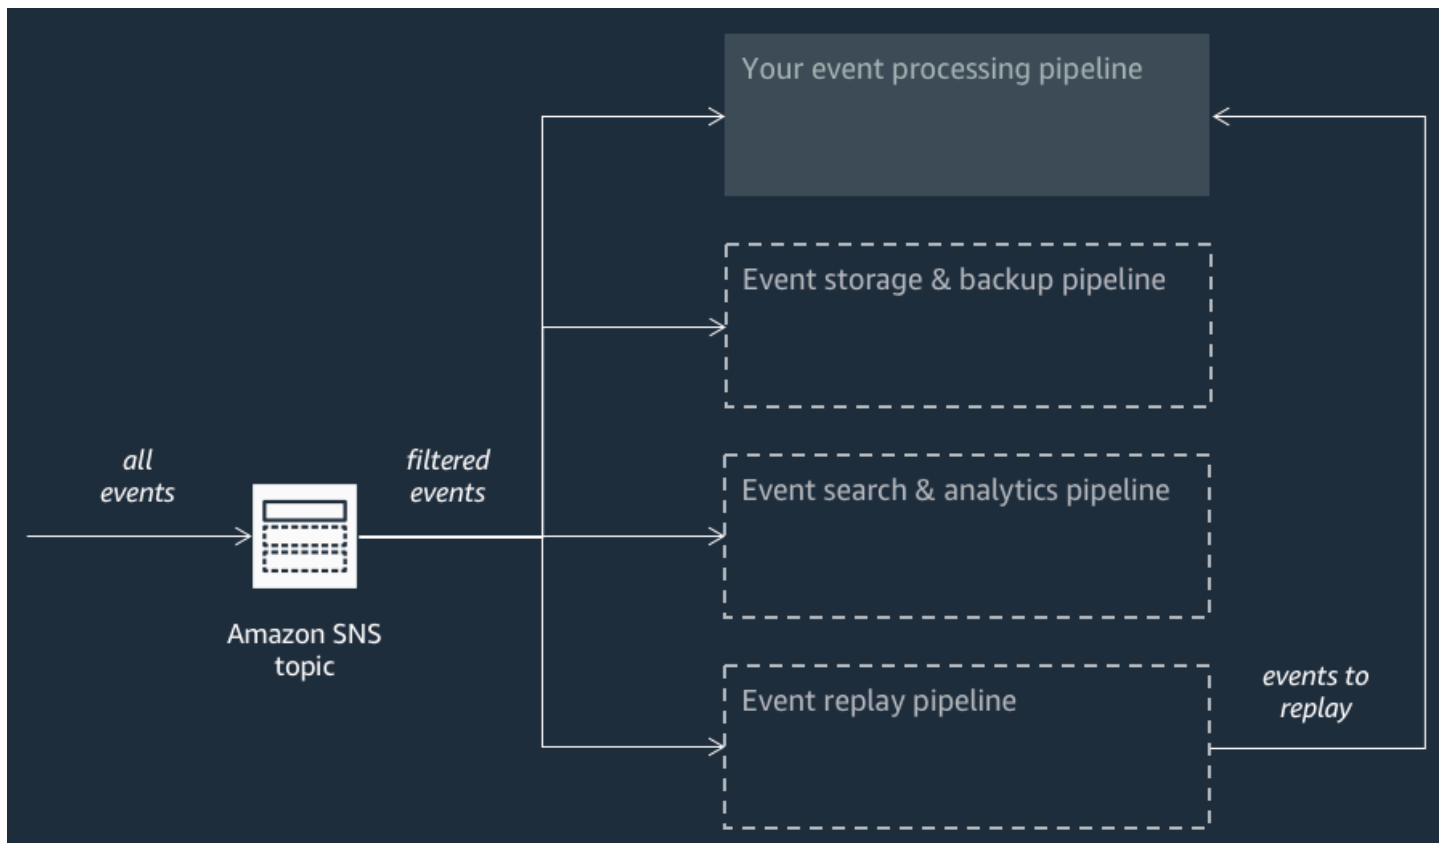 Your event processing pipeline
Event storage & backup pipeline
all
events
filtered
events
Event search & analytics pipeline
Amazon SNS
topic
Event replay pipeline
events to
replay